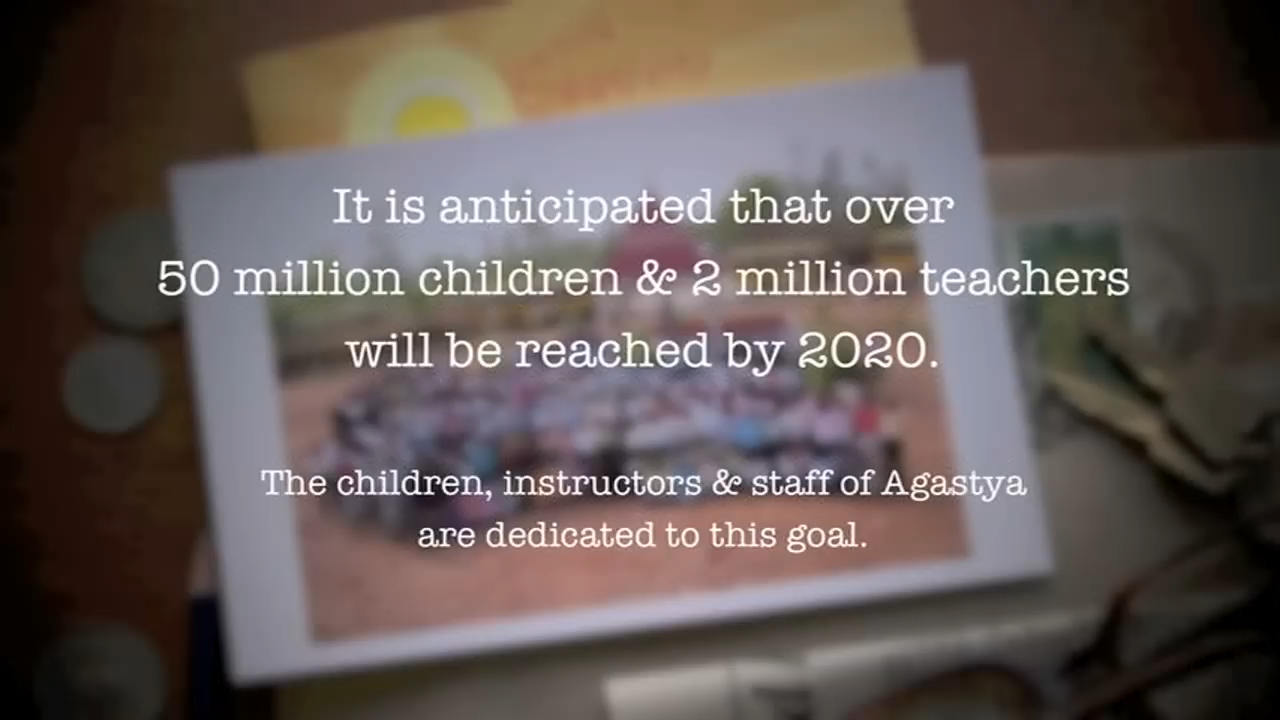 It is anticipated that over
50 million children & 2 million teachers
will be reached by 2020.
The children, instructors & staff of Agastya
are dedicated to this goal.